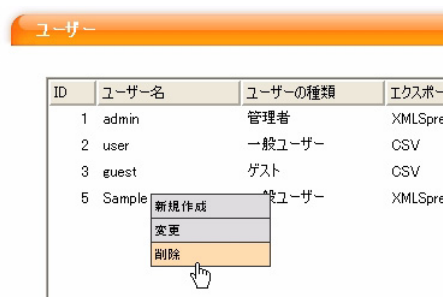 ユーザー
ID ユーザー名 ユーザーの種類 エクスポー
1 admin 管理者 XMLSpre
2 user 一般ユーザー CSV
3 guest ゲスト CSV
5 Sample 般ユーザー XMLSpre
新規作成
変更
削除